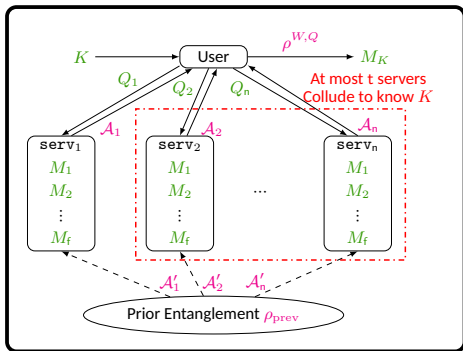 K User ρ^{W,Q} M_K
Q_1 Q_2 Q_n At most t servers
Collude to know K
𝒜_1 𝒜_2 𝒜_n
serv_1 serv_2 serv_n
M_1 M_1 M_1
M_2 M_2 ... M_2
⋮ ⋮ ⋮
M_f M_f M_f
𝒜′_1 𝒜′_2 𝒜′_n
Prior Entanglement ρ_prev